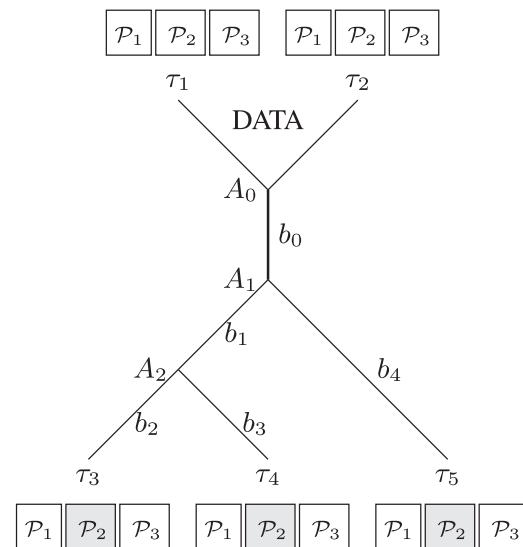 𝒫₁ 𝒫₂ 𝒫₃ 𝒫₁ 𝒫₂ 𝒫₃
τ₁ τ₂
DATA
A₀
b₀
A₁
b₁
A₂ b₄
b₂ b₃
τ₃ τ₄ τ₅
𝒫₁ 𝒫₂ 𝒫₃ 𝒫₁ 𝒫₂ 𝒫₃ 𝒫₁ 𝒫₂ 𝒫₃